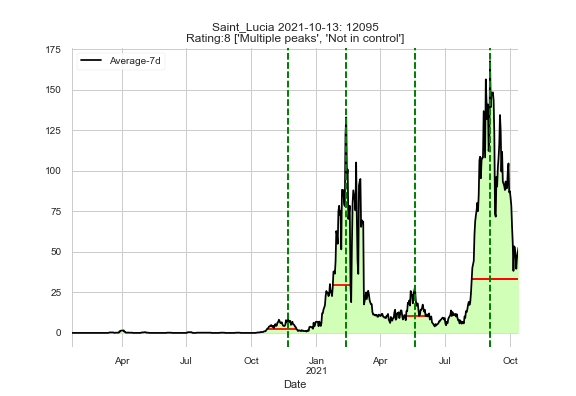 Saint_Lucia 2021-10-13: 12095
Rating:8 ['Multiple peaks', 'Not in control']
175
Average-7d
150
125
100
75
50
25
0
Apr Jul Oct Jan Apr Jul Oct
2021
Date